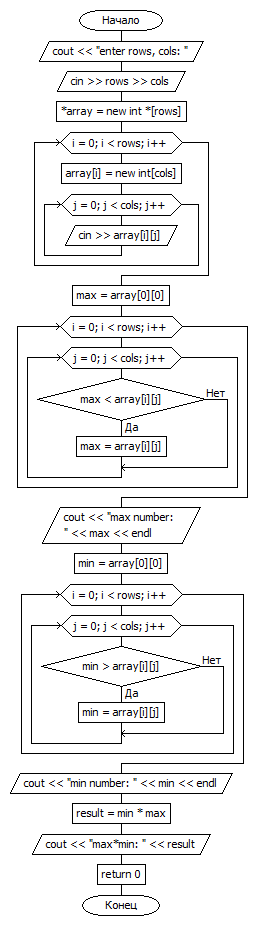 Начало
cout << "enter rows, cols: "
cin >> rows >> cols
*array = new int *[rows]
i = 0; i < rows; i++
array[i] = new int[cols]
j = 0; j < cols; j++
cin >> array[i][j]
max = array[0][0]
i = 0; i < rows; i++
j = 0; j < cols; j++
Нет
max < array[i][j]
Да
max = array[i][j]
cout << "max number:
" << max << endl
min = array[0][0]
i = 0; i < rows; i++
j = 0; j < cols; j++
Нет
min > array[i][j]
Да
min = array[i][j]
cout << "min number: " << min << endl
result = min * max
cout << "max*min: " << result
return 0
Конец